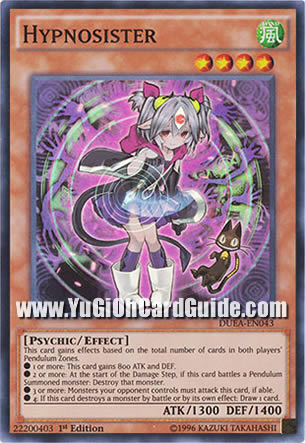 HYPNOSISTER
風
www.YuGiOhCardGuide.com
DUEA-EN043
[PSYCHIC/EFFECT]
This card gains effects based on the total number of cards in both players'
Pendulum Zones.
● 1 or more: This card gains 800 ATK and DEF.
● 2 or more: At the start of the Damage Step, if this card battles a Pendulum
Summoned monster: Destroy that monster.
● 3 or more: Monsters your opponent controls must attack this card, if able.
● 4: If this card destroys a monster by battle or by its effect: Draw 1 card.
ATK/1300 DEF/1400
22200403 1st Edition ©1996 KAZUKI TAKAHASHI